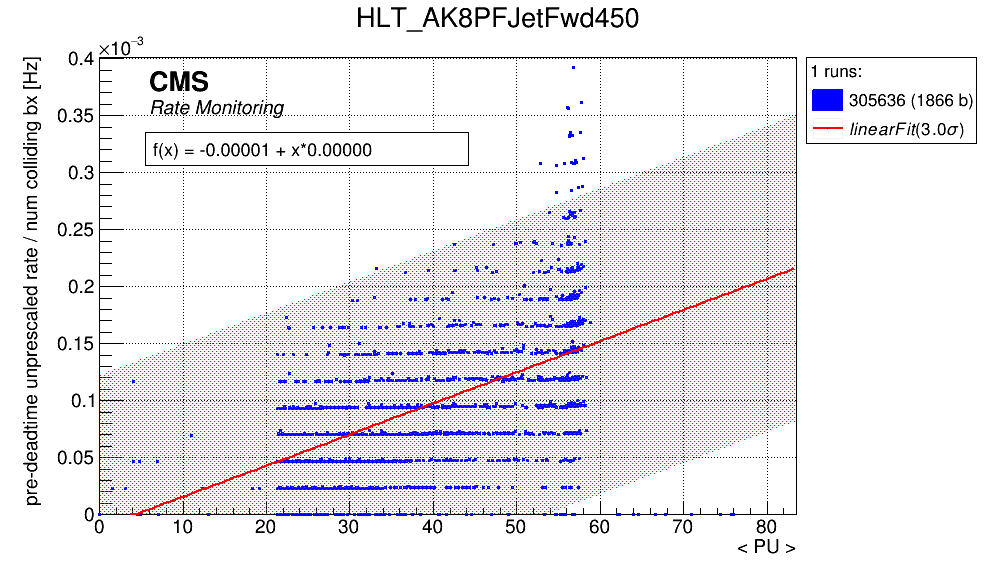 HLT_AK8PFJetFwd450
×10⁻³
pre-deadtime unprescaled rate / num colliding bx [Hz]
0.4
0.35
0.3
0.25
0.2
0.15
0.1
0.05
0
CMS
Rate Monitoring
f(x) = -0.00001 + x*0.00000
1 runs:
305636 (1866 b)
linearFit(3.0σ)
0 10 20 30 40 50 60 70 80
< PU >